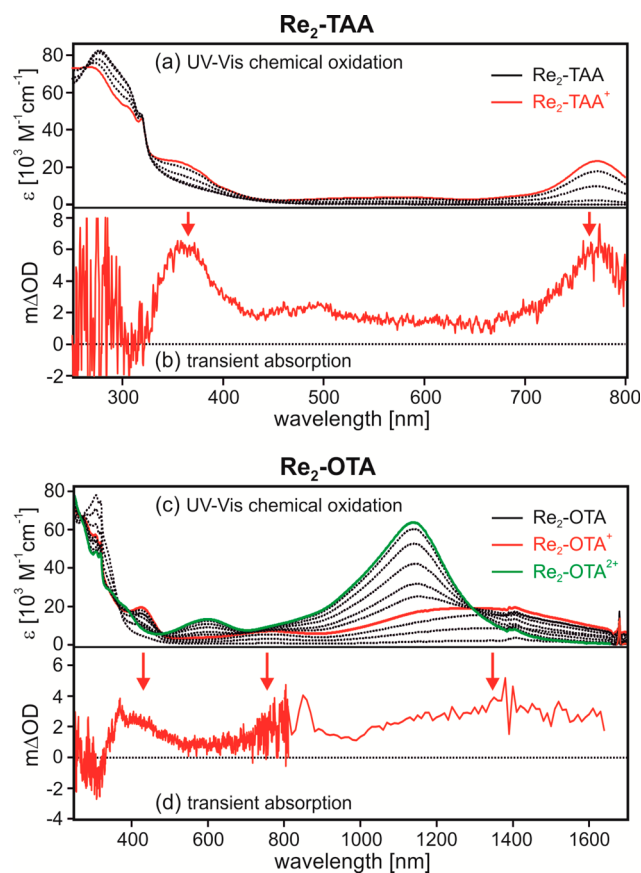 Re₂-TAA
(a) UV-Vis chemical oxidation
Re₂-TAA
Re₂-TAA⁺
ε [10³ M⁻¹cm⁻¹]
80
60
40
20
0
mΔOD
8
6
4
2
0
-2
(b) transient absorption
300 400 500 600 700 800
wavelength [nm]
Re₂-OTA
(c) UV-Vis chemical oxidation
Re₂-OTA
Re₂-OTA⁺
Re₂-OTA²⁺
ε [10³ M⁻¹cm⁻¹]
80
60
40
20
0
mΔOD
6
4
2
0
-2
(d) transient absorption
400 600 800 1000 1200 1400 1600
wavelength [nm]